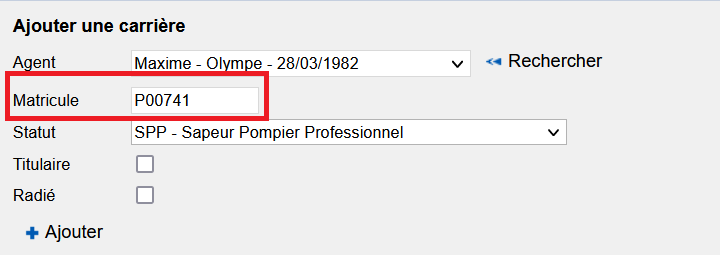 Ajouter une carrière
Agent Maxime - Olympe - 28/03/1982 Rechercher
Matricule P00741
Statut SPP - Sapeur Pompier Professionnel
Titulaire
Radié
Ajouter